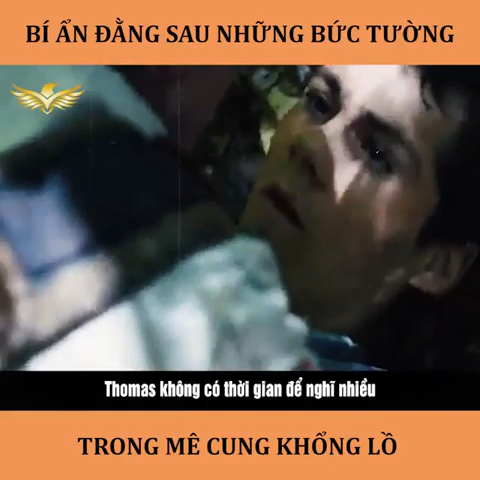 BÍ ẨN ĐẰNG SAU NHỮNG BỨC TƯỜNG
Thomas không có thời gian để nghĩ nhiều
TRONG MÊ CUNG KHỔNG LỒ